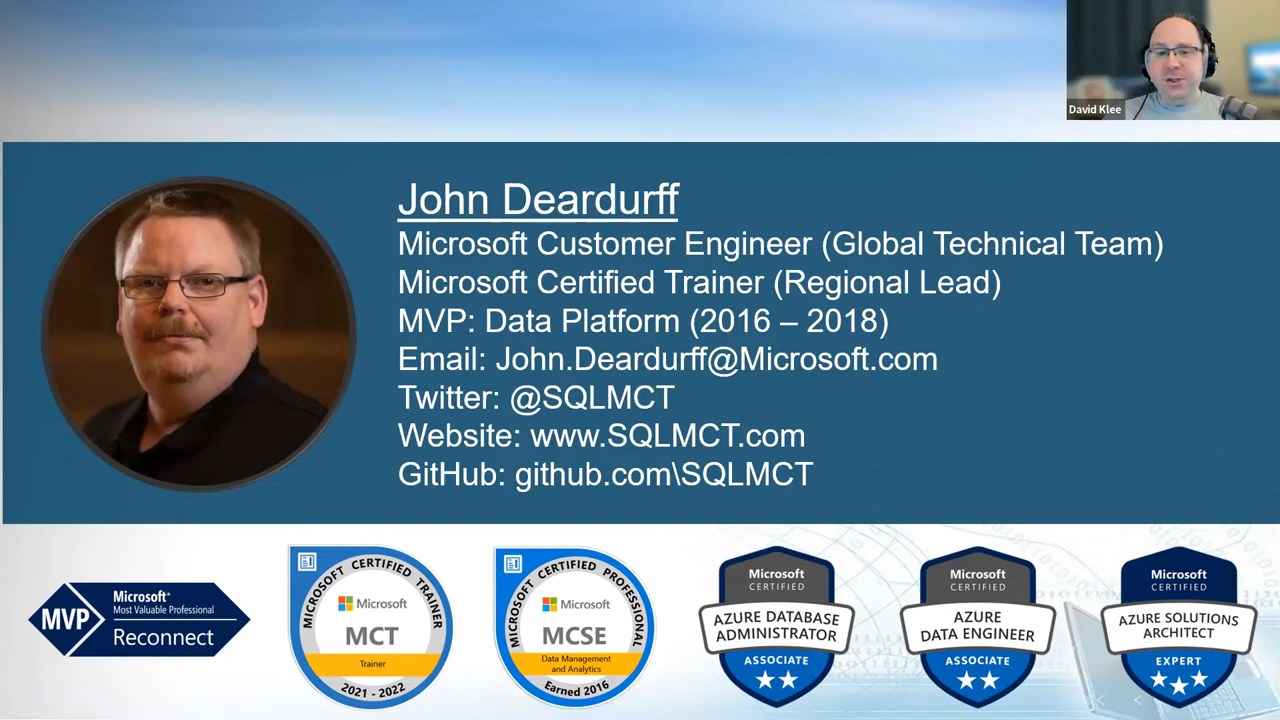 David Klee
John Deardurff
Microsoft Customer Engineer (Global Technical Team)
Microsoft Certified Trainer (Regional Lead)
MVP: Data Platform (2016 – 2018)
Email: John.Deardurff@Microsoft.com
Twitter: @SQLMCT
Website: www.SQLMCT.com
GitHub: github.com\SQLMCT
MVP
Microsoft®
Most Valuable Professional
Reconnect
MICROSOFT CERTIFIED TRAINER
Microsoft
MCT
Trainer
2021 - 2022
MICROSOFT CERTIFIED PROFESSIONAL
Microsoft
MCSE
Data Management
and Analytics
Earned 2016
Microsoft
CERTIFIED
AZURE DATABASE
ADMINISTRATOR
ASSOCIATE
Microsoft
CERTIFIED
AZURE
DATA ENGINEER
ASSOCIATE
Microsoft
CERTIFIED
AZURE SOLUTIONS
ARCHITECT
EXPERT